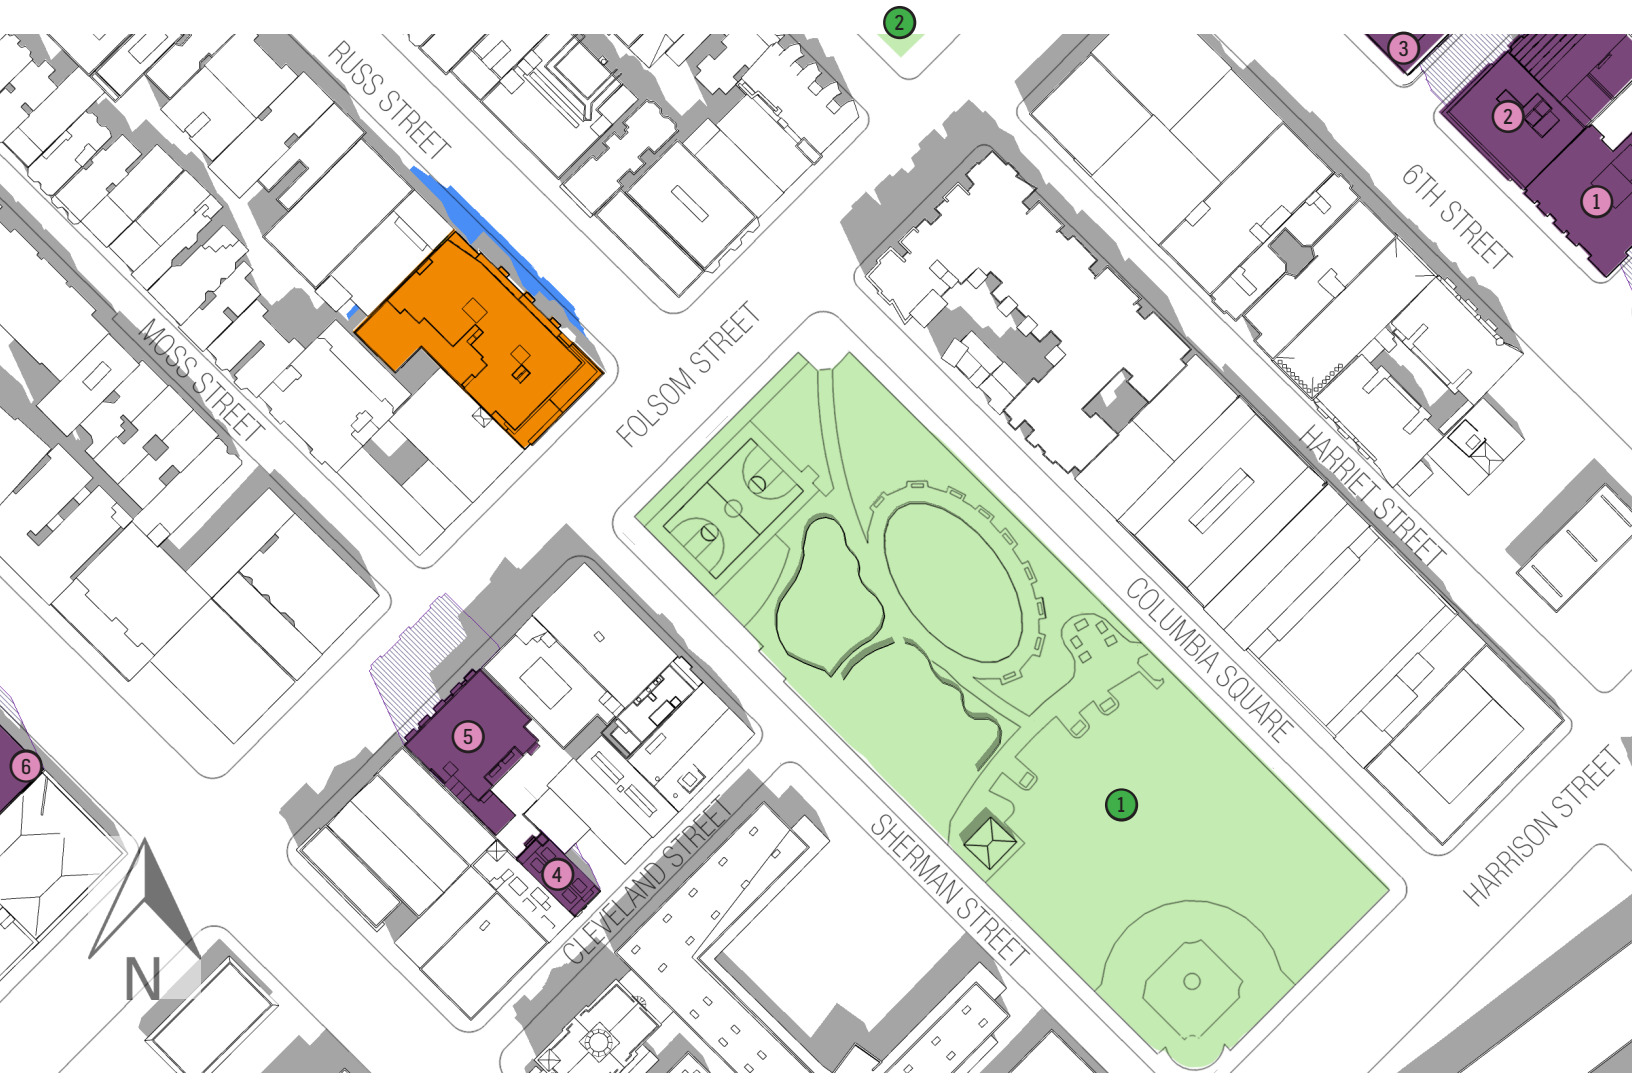 2
3
RUSS STREET
2
6TH STREET
1
MOSS STREET
FOLSOM STREET
HARRIET STREET
COLUMBIA SQUARE
5
6
1
HARRISON STREET
SHERMAN STREET
4
CLEVELAND STREET
N